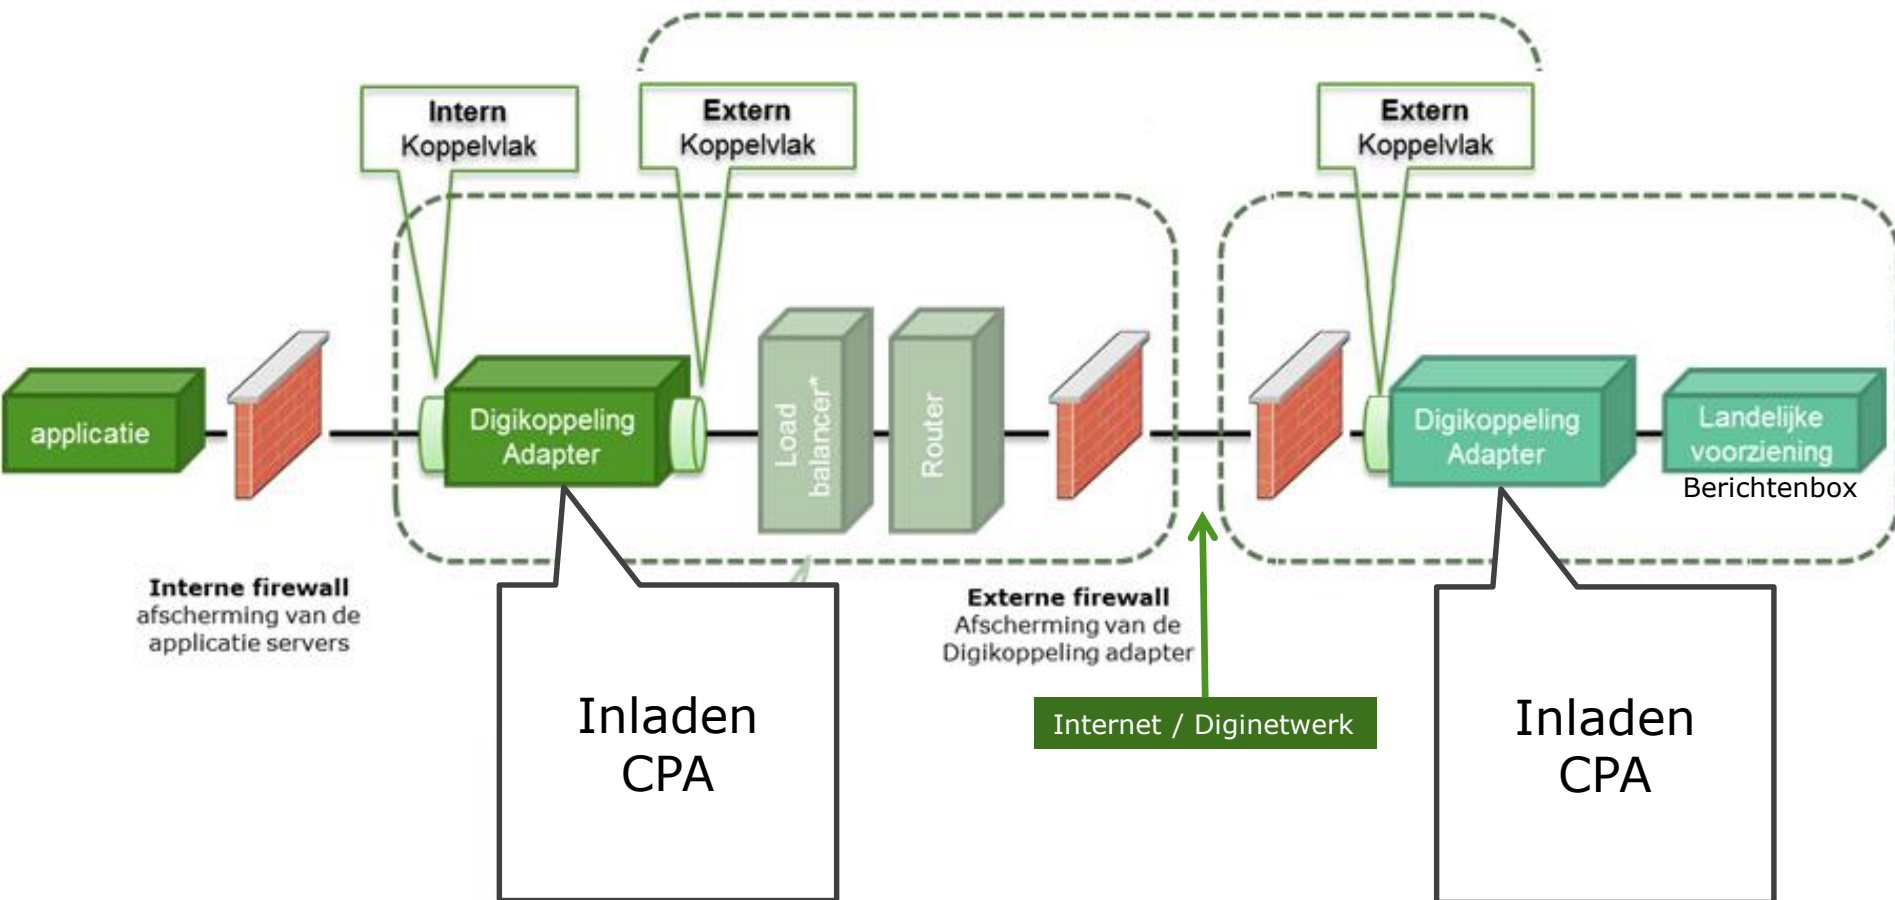 Intern
Koppelvlak
Extern
Koppelvlak
Extern
Koppelvlak
applicatie
Digikoppeling
Adapter
Load
balancer*
Router
Digikoppeling
Adapter
Landelijke
voorziening
Berichtenbox
Interne firewall
afscherming van de
applicatie servers
Externe firewall
Afscherming van de
Digikoppeling adapter
Internet / Diginetwerk
Inladen
CPA
Inladen
CPA